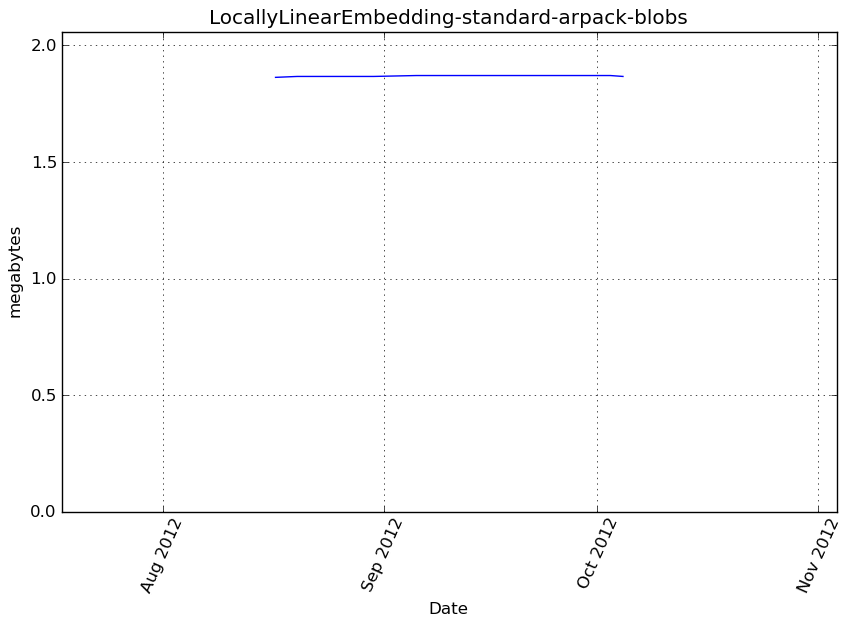 LocallyLinearEmbedding-standard-arpack-blobs
2.0
1.5
1.0
0.5
0.0
megabytes
Aug 2012
Sep 2012
Oct 2012
Nov 2012
Date